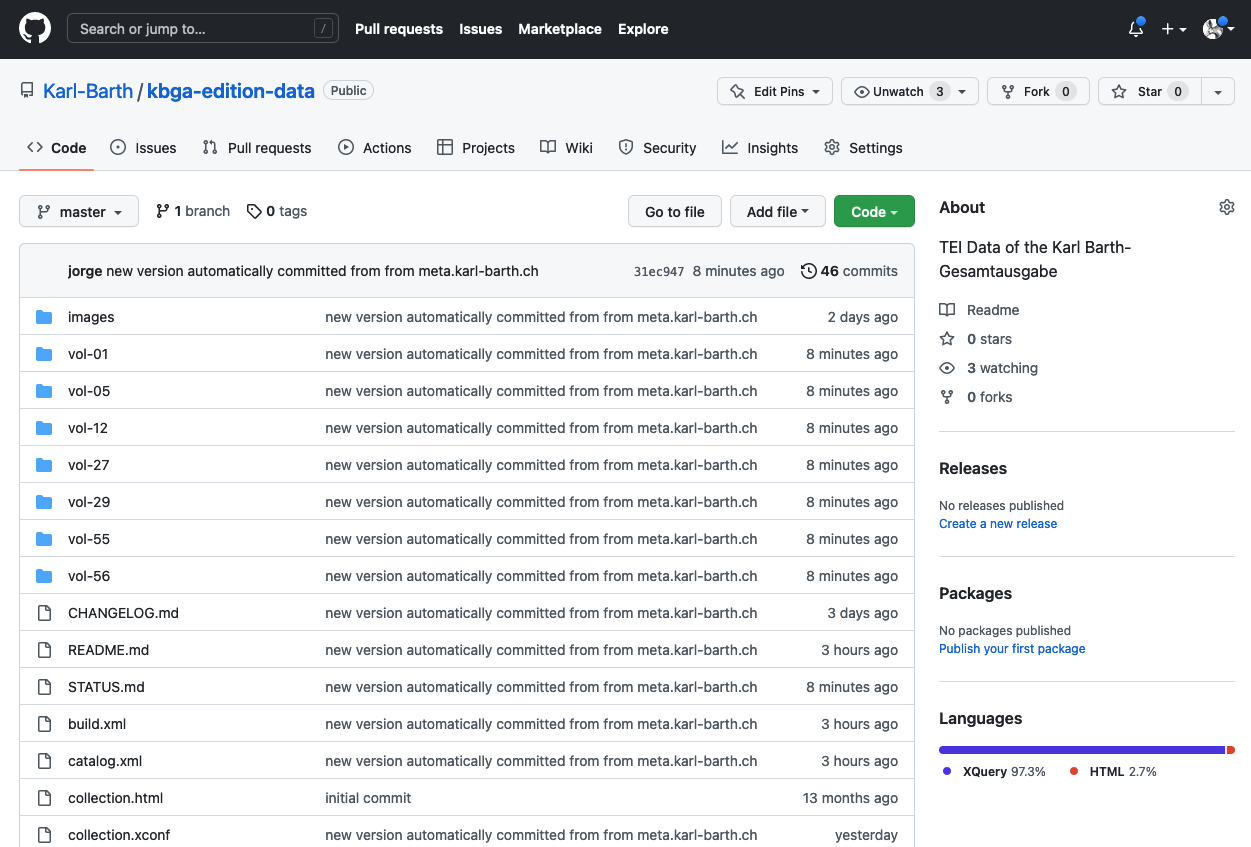 Search or jump to... / Pull requests Issues Marketplace Explore
Karl-Barth / kbga-edition-data Public Edit Pins Unwatch 3 Fork 0 Star 0
Code Issues Pull requests Actions Projects Wiki Security Insights Settings
master 1 branch 0 tags Go to file Add file Code
jorge new version automatically committed from from meta.karl-barth.ch 31ec947 8 minutes ago 46 commits
images new version automatically committed from from meta.karl-barth.ch 2 days ago
vol-01 new version automatically committed from from meta.karl-barth.ch 8 minutes ago
vol-05 new version automatically committed from from meta.karl-barth.ch 8 minutes ago
vol-12 new version automatically committed from from meta.karl-barth.ch 8 minutes ago
vol-27 new version automatically committed from from meta.karl-barth.ch 8 minutes ago
vol-29 new version automatically committed from from meta.karl-barth.ch 8 minutes ago
vol-55 new version automatically committed from from meta.karl-barth.ch 8 minutes ago
vol-56 new version automatically committed from from meta.karl-barth.ch 8 minutes ago
CHANGELOG.md new version automatically committed from from meta.karl-barth.ch 3 days ago
README.md new version automatically committed from from meta.karl-barth.ch 3 hours ago
STATUS.md new version automatically committed from from meta.karl-barth.ch 8 minutes ago
build.xml new version automatically committed from from meta.karl-barth.ch 3 hours ago
catalog.xml new version automatically committed from from meta.karl-barth.ch 3 hours ago
collection.html initial commit 13 months ago
collection.xconf new version automatically committed from from meta.karl-barth.ch yesterday
About
TEI Data of the Karl Barth-
Gesamtausgabe
Readme
0 stars
3 watching
0 forks
Releases
No releases published
Create a new release
Packages
No packages published
Publish your first package
Languages
XQuery 97.3% HTML 2.7%